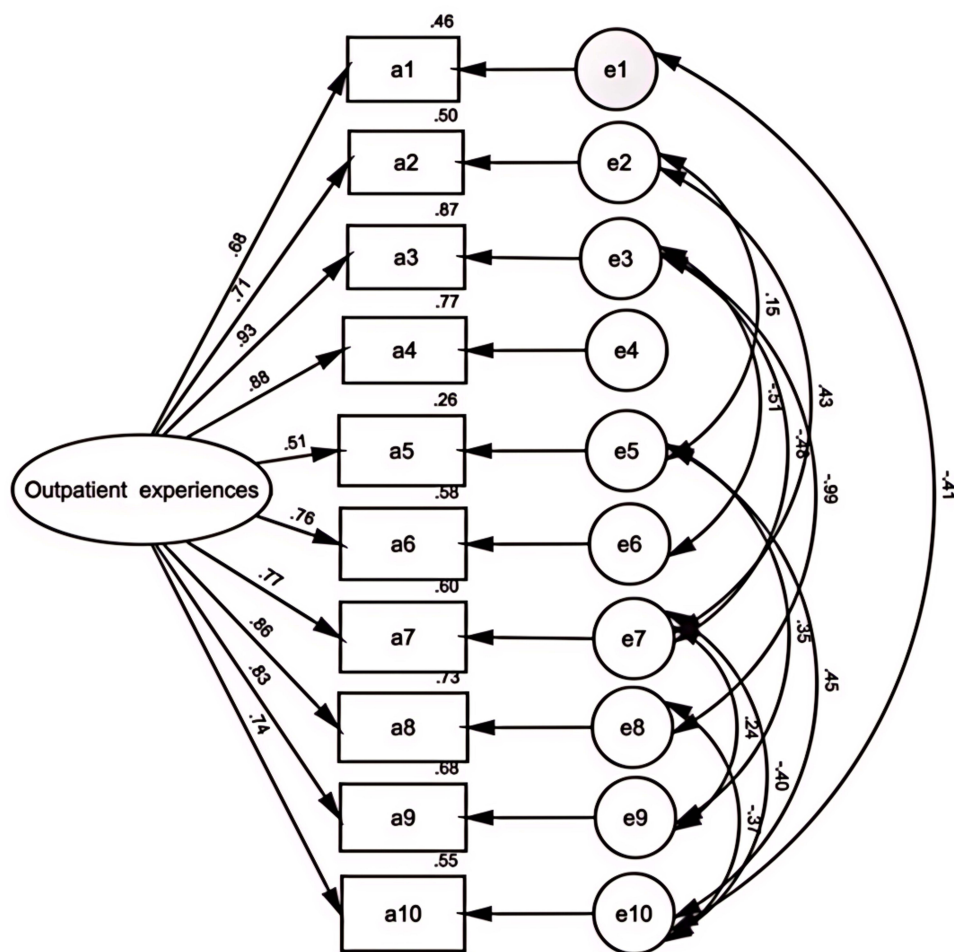 .46
a1
e1
.50
a2
e2
.87
a3
e3
.77
a4
e4
.26
a5
e5
.58
a6
e6
.60
a7
e7
.73
a8
e8
.68
a9
e9
.55
a10
e10
Outpatient experiences
.68
.71
.93
.88
.51
.76
.77
.86
.83
.74
.15
.43
-.51
-.48
-.99
-.41
.35
.45
.24
-.40
-.37